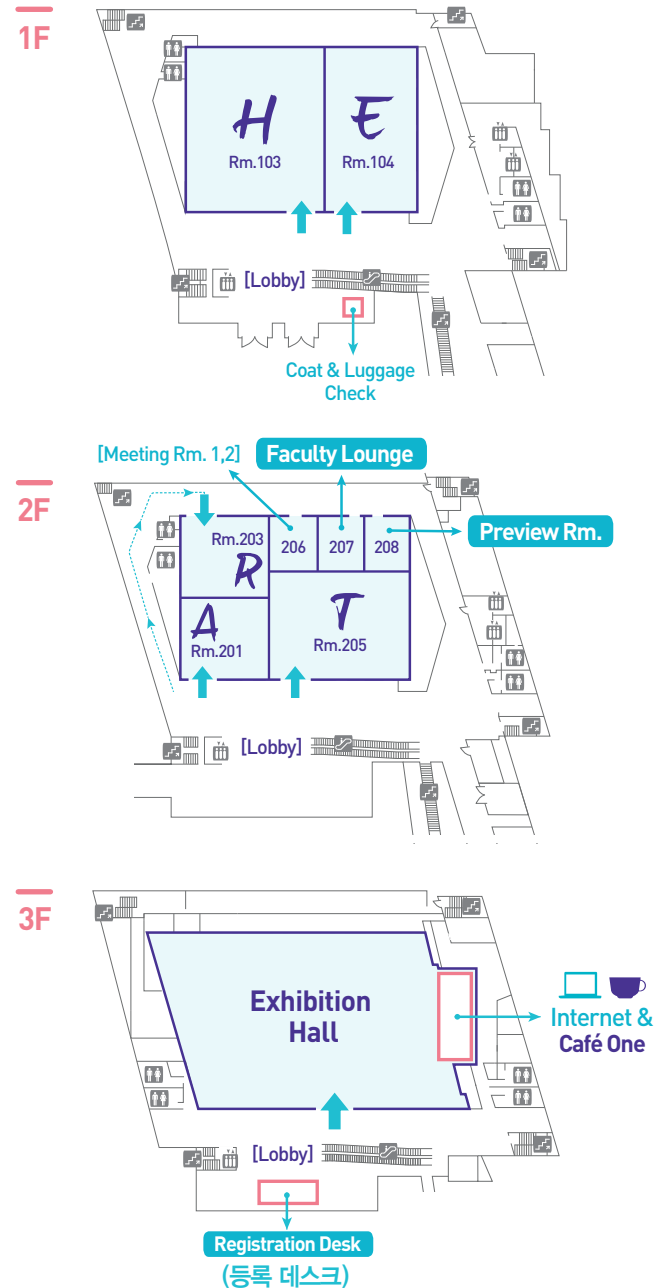 1F
H
Rm.103
E
Rm.104
[Lobby]
Coat & Luggage
Check
2F
[Meeting Rm. 1,2]
Faculty Lounge
Preview Rm.
Rm.203
R
206
207
208
A
Rm.201
T
Rm.205
[Lobby]
3F
Exhibition
Hall
Internet &
Café One
[Lobby]
Registration Desk
(등록 데스크)